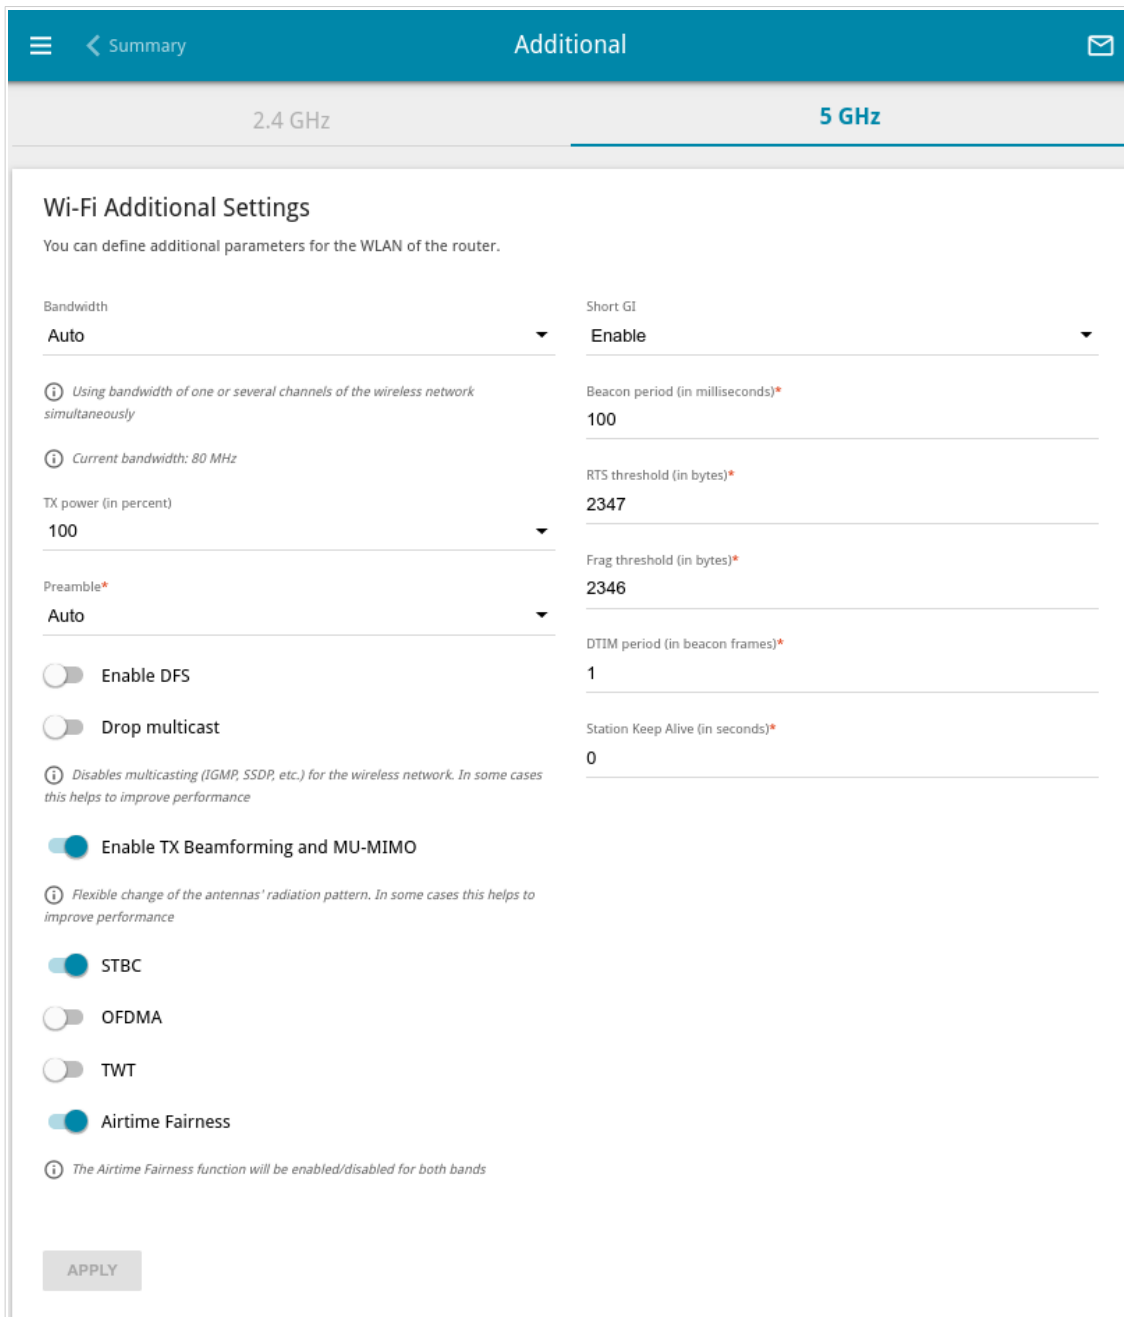 Summary
Additional
2.4 GHz
5 GHz
Wi-Fi Additional Settings
You can define additional parameters for the WLAN of the router.
Bandwidth
Auto
Using bandwidth of one or several channels of the wireless network
simultaneously
Current bandwidth: 80 MHz
TX power (in percent)
100
Preamble*
Auto
Enable DFS
Drop multicast
Disables multicasting (IGMP, SSDP, etc.) for the wireless network. In some cases
this helps to improve performance
Enable TX Beamforming and MU-MIMO
Flexible change of the antennas' radiation pattern. In some cases this helps to
improve performance
STBC
OFDMA
TWT
Airtime Fairness
The Airtime Fairness function will be enabled/disabled for both bands
APPLY
Short GI
Enable
Beacon period (in milliseconds)*
100
RTS threshold (in bytes)*
2347
Frag threshold (in bytes)*
2346
DTIM period (in beacon frames)*
1
Station Keep Alive (in seconds)*
0